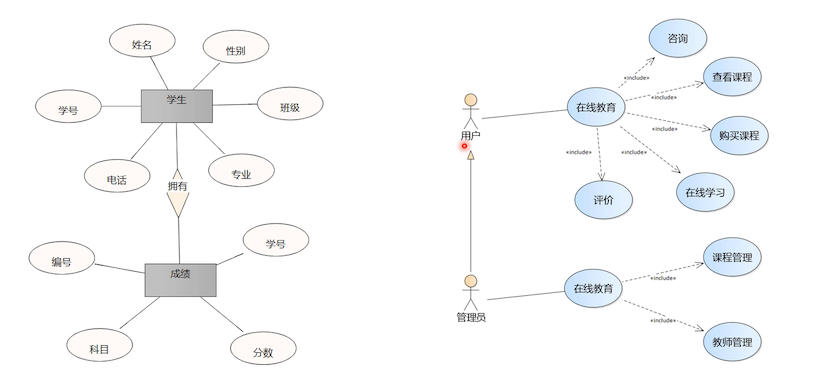 姓名
性别
学生
学号
班级
电话
专业
拥有
学号
编号
成绩
科目
分数
咨询
«include»
查看课程
«include»
在线教育
用户
«include»
购买课程
«include»
«include»
在线学习
评价
课程管理
«include»
在线教育
管理员
«include»
教师管理